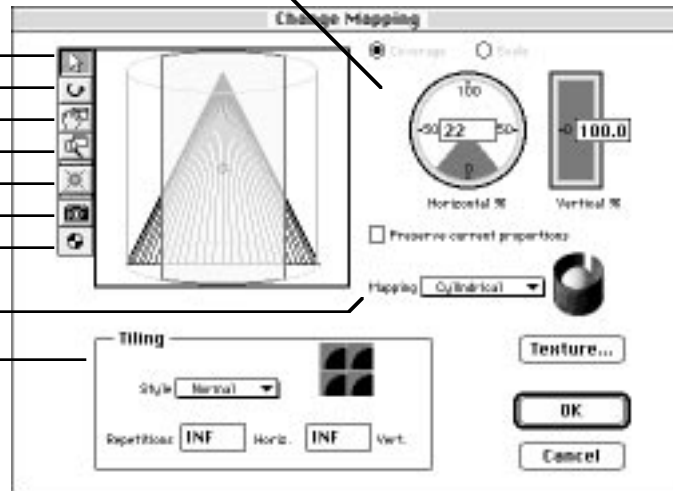 Change Mapping
Coverage Scale
100
-50 22 50-
0
0 100.0
Horizontal % Vertical %
Preserve current proportions
Mapping Cylindrical
Tiling
Style Normal
Repetitions INF Horiz. INF Vert.
Texture...
OK
Cancel